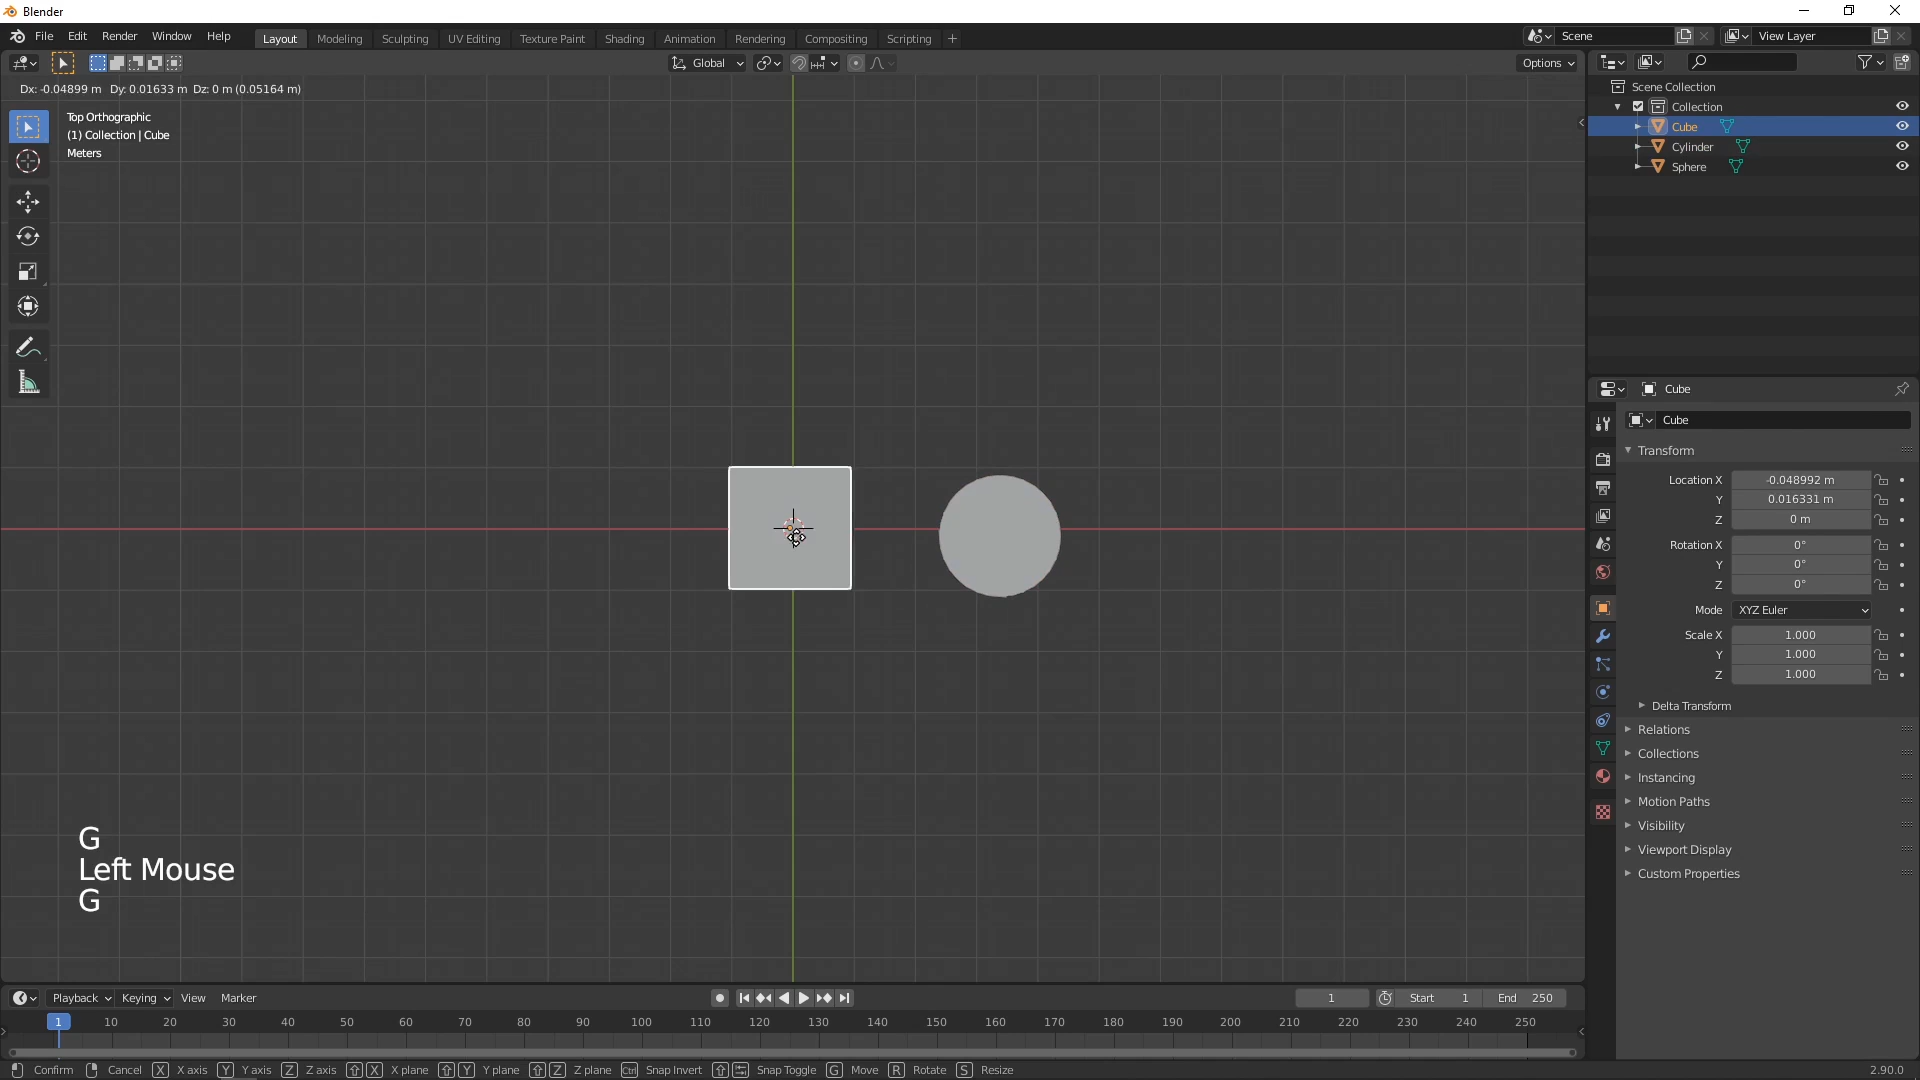 Blender
File Edit Render Window Help Layout Modeling Sculpting UV Editing Texture Paint Shading Animation Rendering Compositing Scripting + Scene View Layer
Global Options
Dx: -0.04899 m Dy: 0.01633 m Dz: 0 m (0.05164 m)
Top Orthographic
(1) Collection | Cube
Meters
G
Left Mouse
G
Scene Collection
Collection
Cube
Cylinder
Sphere
Cube
Cube
Transform
Location X -0.048992 m
Y 0.016331 m
Z 0 m
Rotation X 0°
Y 0°
Z 0°
Mode XYZ Euler
Scale X 1.000
Y 1.000
Z 1.000
Delta Transform
Relations
Collections
Instancing
Motion Paths
Visibility
Viewport Display
Custom Properties
Playback Keying View Marker 1 Start 1 End 250
1 10 20 30 40 50 60 70 80 90 100 110 120 130 140 150 160 170 180 190 200 210 220 230 240 250
Confirm Cancel X X axis Y Y axis Z Z axis X X plane Y Y plane Z Z plane Ctrl Snap Invert Snap Toggle G Move R Rotate S Resize 2.90.0